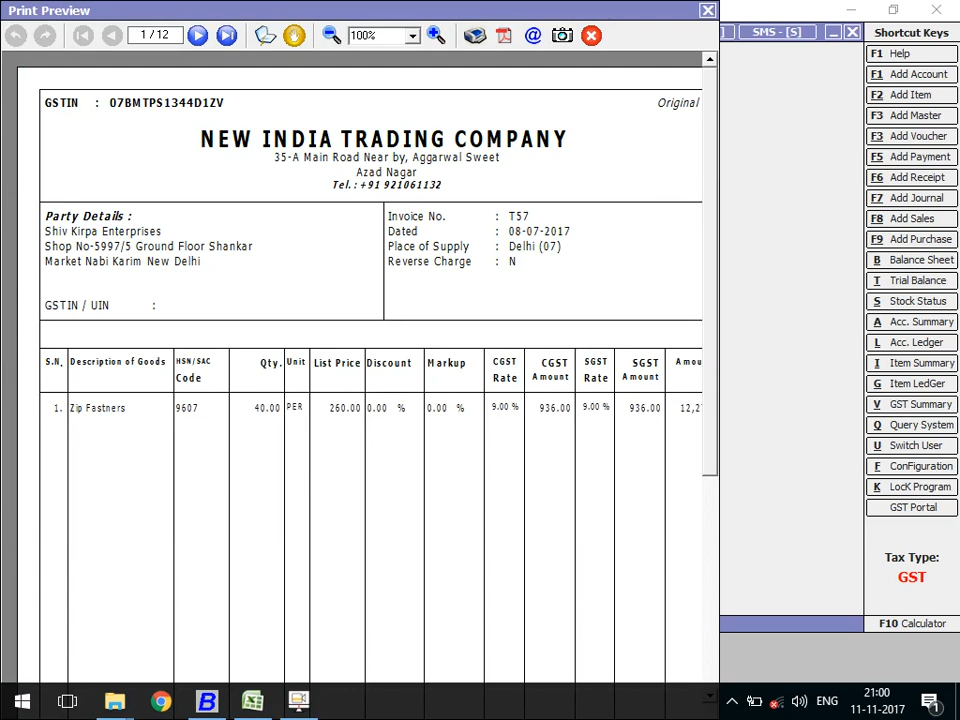 Print Preview
1 / 12
100%
@
SMS - [S]
Shortcut Keys
F1 Help
F1 Add Account
F2 Add Item
F3 Add Master
F3 Add Voucher
F5 Add Payment
F6 Add Receipt
F7 Add Journal
F8 Add Sales
F9 Add Purchase
B Balance Sheet
T Trial Balance
S Stock Status
A Acc. Summary
L Acc. Ledger
I Item Summary
G Item LedGer
V GST Summary
Q Query System
U Switch User
F ConFiguration
K LocK Program
GST Portal
Tax Type:
GST
F10 Calculator
GSTIN : 07BMTPS1344D1ZV
Original
NEW INDIA TRADING COMPANY
35-A Main Road Near by, Aggarwal Sweet
Azad Nagar
Tel. : +91 921061132
Party Details :
Shiv Kirpa Enterprises
Shop No-5997/5 Ground Floor Shankar
Market Nabi Karim New Delhi
GSTIN / UIN :
Invoice No. : T57
Dated : 08-07-2017
Place of Supply : Delhi (07)
Reverse Charge : N
S.N. Description of Goods HSN/SAC Code Qty. Unit List Price Discount Markup CGST Rate CGST Amount SGST Rate SGST Amount Amou
1. Zip Fastners 9607 40.00 PER 260.00 0.00 % 0.00 % 9.00 % 936.00 9.00 % 936.00 12,27
B
ENG
21:00
11-11-2017
1